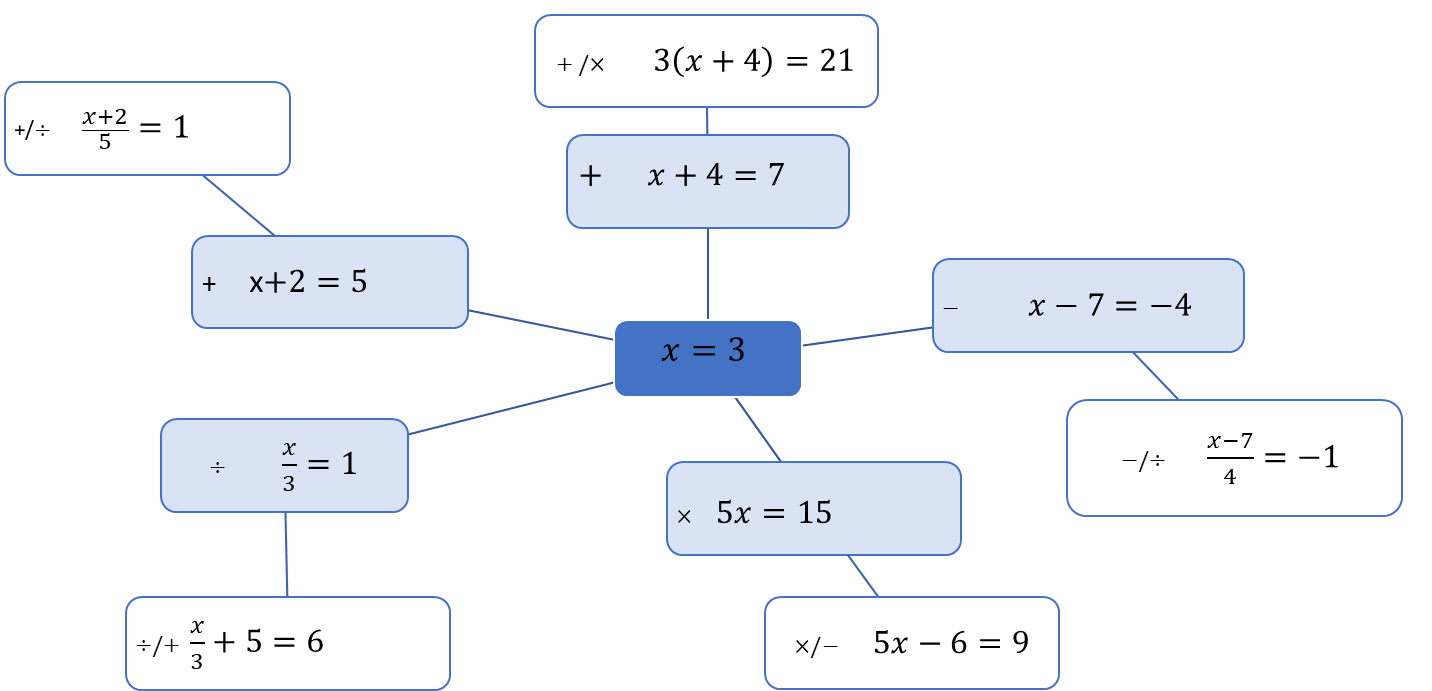 + /× 3(x + 4) = 21
+/÷ (x+2)/5 = 1
+ x + 4 = 7
+ x+2 = 5
− x − 7 = −4
x = 3
−/÷ (x−7)/4 = −1
÷ x/3 = 1
× 5x = 15
÷/+ x/3 + 5 = 6
×/− 5x − 6 = 9